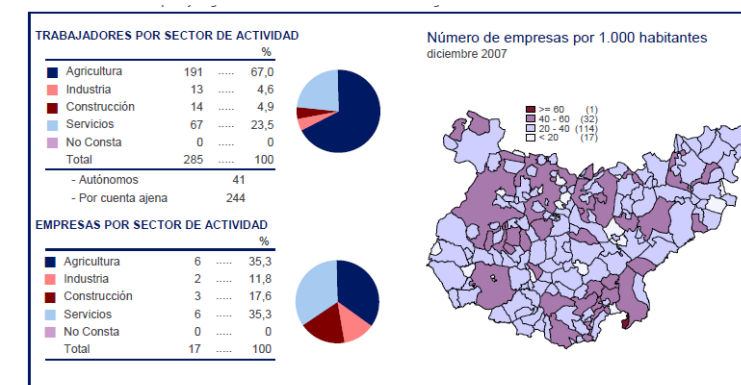 TRABAJADORES POR SECTOR DE ACTIVIDAD
%
Agricultura 191 ..... 67,0
Industria 13 ..... 4,6
Construcción 14 ..... 4,9
Servicios 67 ..... 23,5
No Consta 0 ..... 0
Total 285 ..... 100
- Autónomos 41
- Por cuenta ajena 244
EMPRESAS POR SECTOR DE ACTIVIDAD
%
Agricultura 6 ..... 35,3
Industria 2 ..... 11,8
Construcción 3 ..... 17,6
Servicios 6 ..... 35,3
No Consta 0 ..... 0
Total 17 ..... 100
Número de empresas por 1.000 habitantes
diciembre 2007
>= 60 (1)
40 - 60 (32)
20 - 40 (114)
< 20 (17)